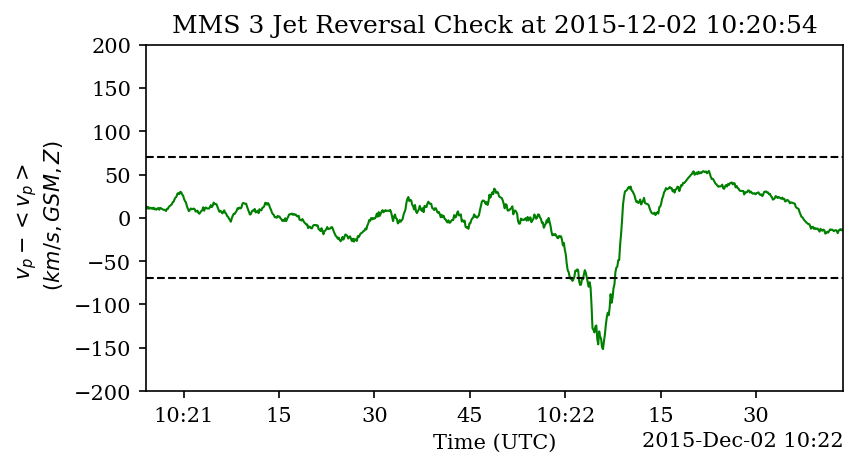 MMS 3 Jet Reversal Check at 2015-12-02 10:20:54
200
150
100
50
0
−50
−100
−150
−200
v_p − < v_p >
(km/s, GSM, Z)
10:21 15 30 45 10:22 15 30
Time (UTC)
2015-Dec-02 10:22